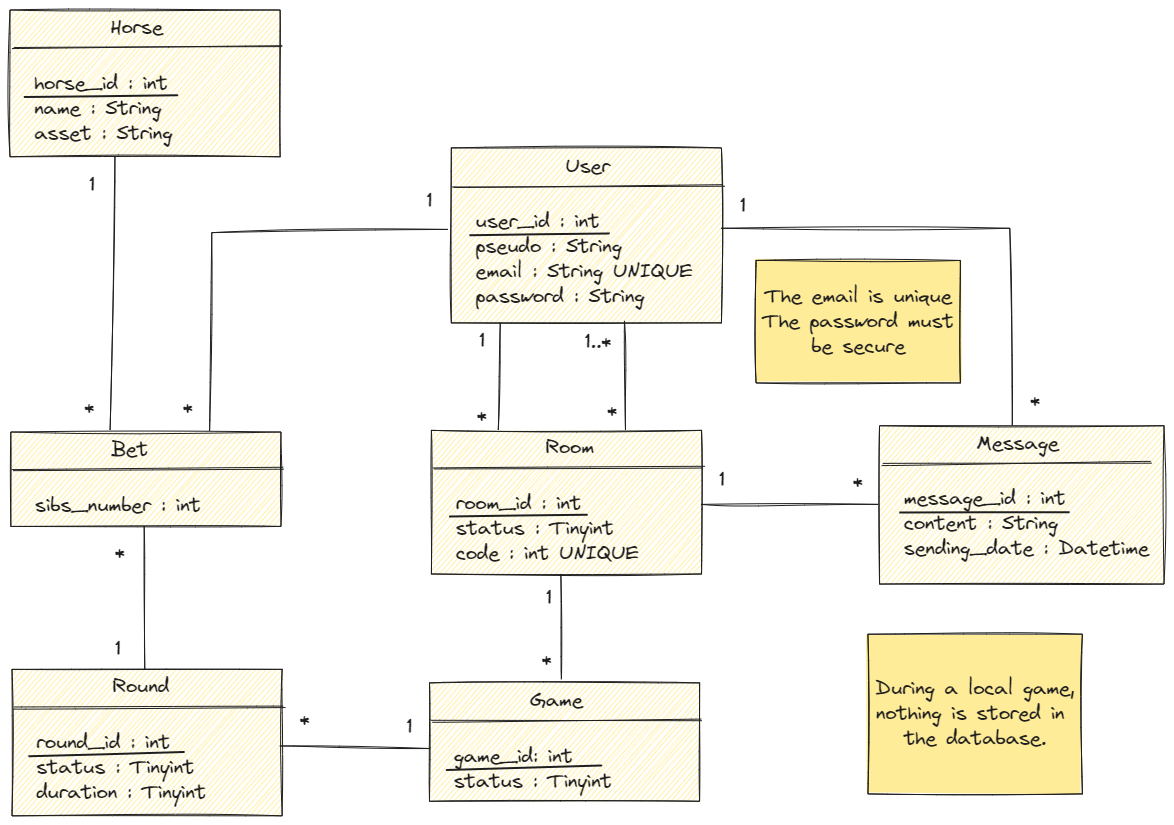 Horse
horse_id : int
name : String
asset : String
1
*
User
user_id : int
pseudo : String
email : String UNIQUE
password : String
1
1
1
1..*
*
*
*
*
The email is unique
The password must
be secure
Bet
sibs_number : int
*
1
Room
room_id : int
status : Tinyint
code : int UNIQUE
1
*
1
*
Message
message_id : int
content : String
sending_date : Datetime
Round
round_id : int
status : Tinyint
duration : Tinyint
*
1
Game
game_id: int
status : Tinyint
During a local game,
nothing is stored in
the database.